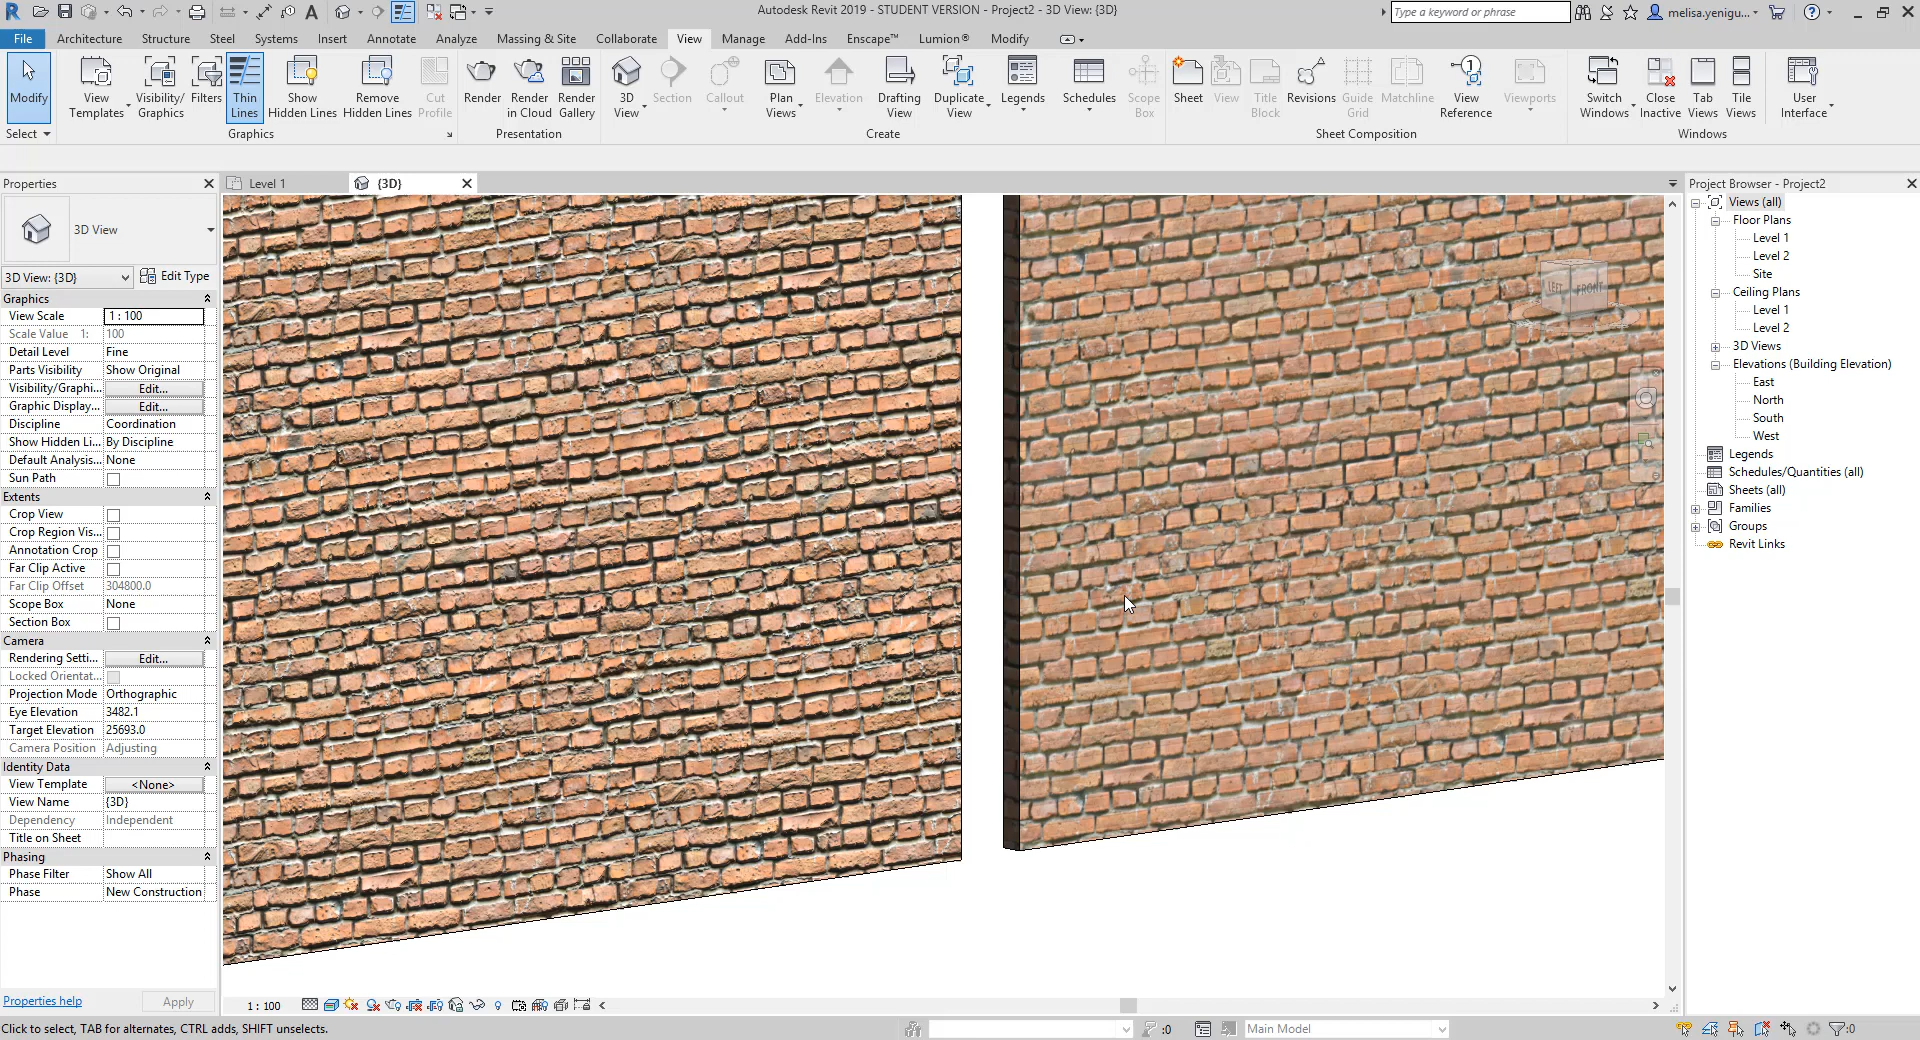 Autodesk Revit 2019 - STUDENT VERSION - Project2 - 3D View: {3D}
Type a keyword or phrase
melisa.yenigu...
File Architecture Structure Steel Systems Insert Annotate Analyze Massing & Site Collaborate View Manage Add-Ins Enscape™ Lumion® Modify
Modify
View Templates
Visibility/ Graphics
Filters
Thin Lines
Show Hidden Lines
Remove Hidden Lines
Cut Profile
Render
Render in Cloud
Render Gallery
3D View
Section
Callout
Plan Views
Elevation
Drafting View
Duplicate View
Legends
Schedules
Scope Box
Sheet
View
Title Block
Revisions
Guide Grid
Matchline
View Reference
Viewports
Switch Windows
Close Inactive
Tab Views
Tile Views
User Interface
Select Graphics Presentation Create Sheet Composition Windows
Properties
3D View
3D View: {3D} Edit Type
Graphics
View Scale 1 : 100
Scale Value 1: 100
Detail Level Fine
Parts Visibility Show Original
Visibility/Graphi... Edit...
Graphic Display... Edit...
Discipline Coordination
Show Hidden Li... By Discipline
Default Analysis... None
Sun Path
Extents
Crop View
Crop Region Vis...
Annotation Crop
Far Clip Active
Far Clip Offset 304800.0
Scope Box None
Section Box
Camera
Rendering Setti... Edit...
Locked Orientat...
Projection Mode Orthographic
Eye Elevation 3482.1
Target Elevation 25693.0
Camera Position Adjusting
Identity Data
View Template <None>
View Name {3D}
Dependency Independent
Title on Sheet
Phasing
Phase Filter Show All
Phase New Construction
Properties help Apply
Level 1 {3D}
LEFT FRONT
1 : 100
Project Browser - Project2
Views (all)
Floor Plans
Level 1
Level 2
Site
Ceiling Plans
Level 1
Level 2
3D Views
Elevations (Building Elevation)
East
North
South
West
Legends
Schedules/Quantities (all)
Sheets (all)
Families
Groups
Revit Links
Click to select, TAB for alternates, CTRL adds, SHIFT unselects.
:0
Main Model
:0